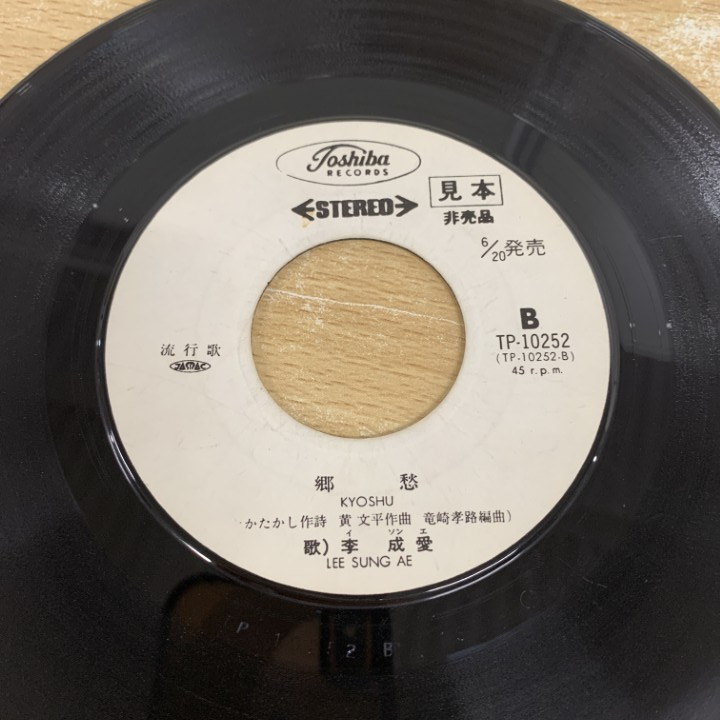 Toshiba
RECORDS
STEREO
見本
非売品
6/20発売
B
TP-10252
(TP-10252-B)
45 r.p.m.
流行歌
JASRAC
郷愁
KYOSHU
かたかし作詩 黄 文平作曲 竜崎孝路編曲)
歌) 李 成 愛
イ ソン エ
LEE SUNG AE